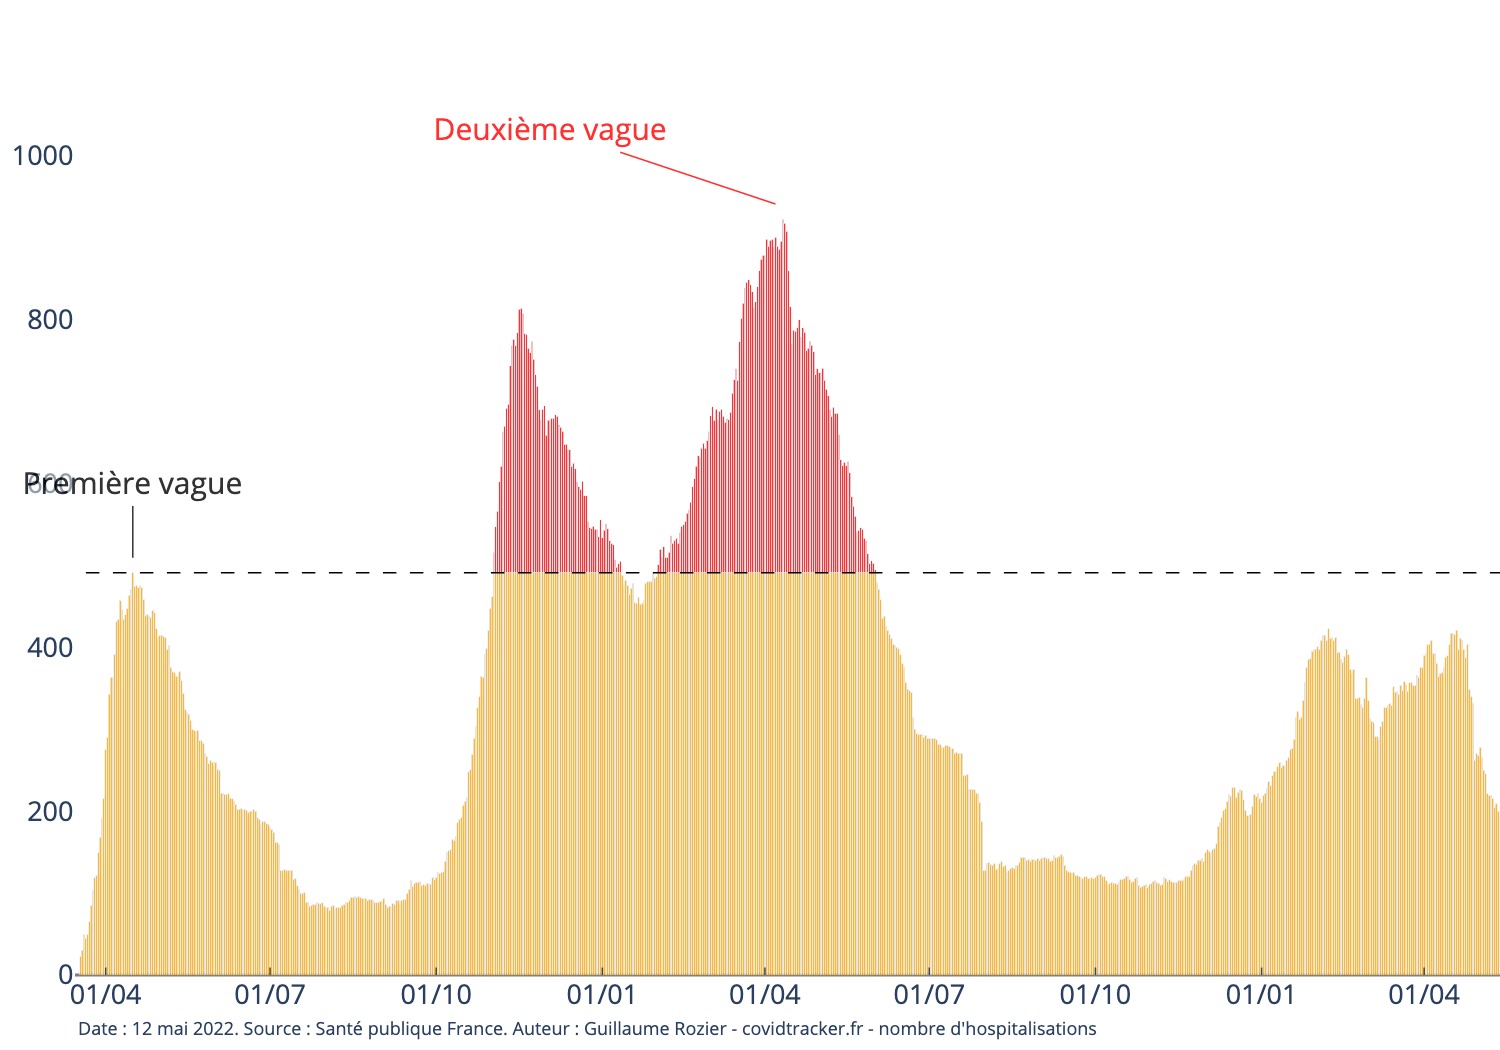 Deuxième vague
1000
800
Première vague
600
400
200
0
01/04 01/07 01/10 01/01 01/04 01/07 01/10 01/01 01/04
Date : 12 mai 2022. Source : Santé publique France. Auteur : Guillaume Rozier - covidtracker.fr - nombre d'hospitalisations